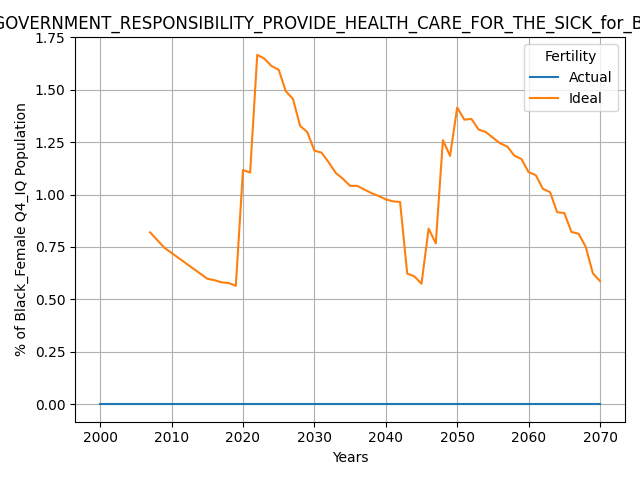 GOVERNMENT_RESPONSIBILITY_PROVIDE_HEALTH_CARE_FOR_THE_SICK_for_B
Fertility
Actual
Ideal
% of Black_Female Q4_IQ Population
1.75
1.50
1.25
1.00
0.75
0.50
0.25
0.00
2000 2010 2020 2030 2040 2050 2060 2070
Years